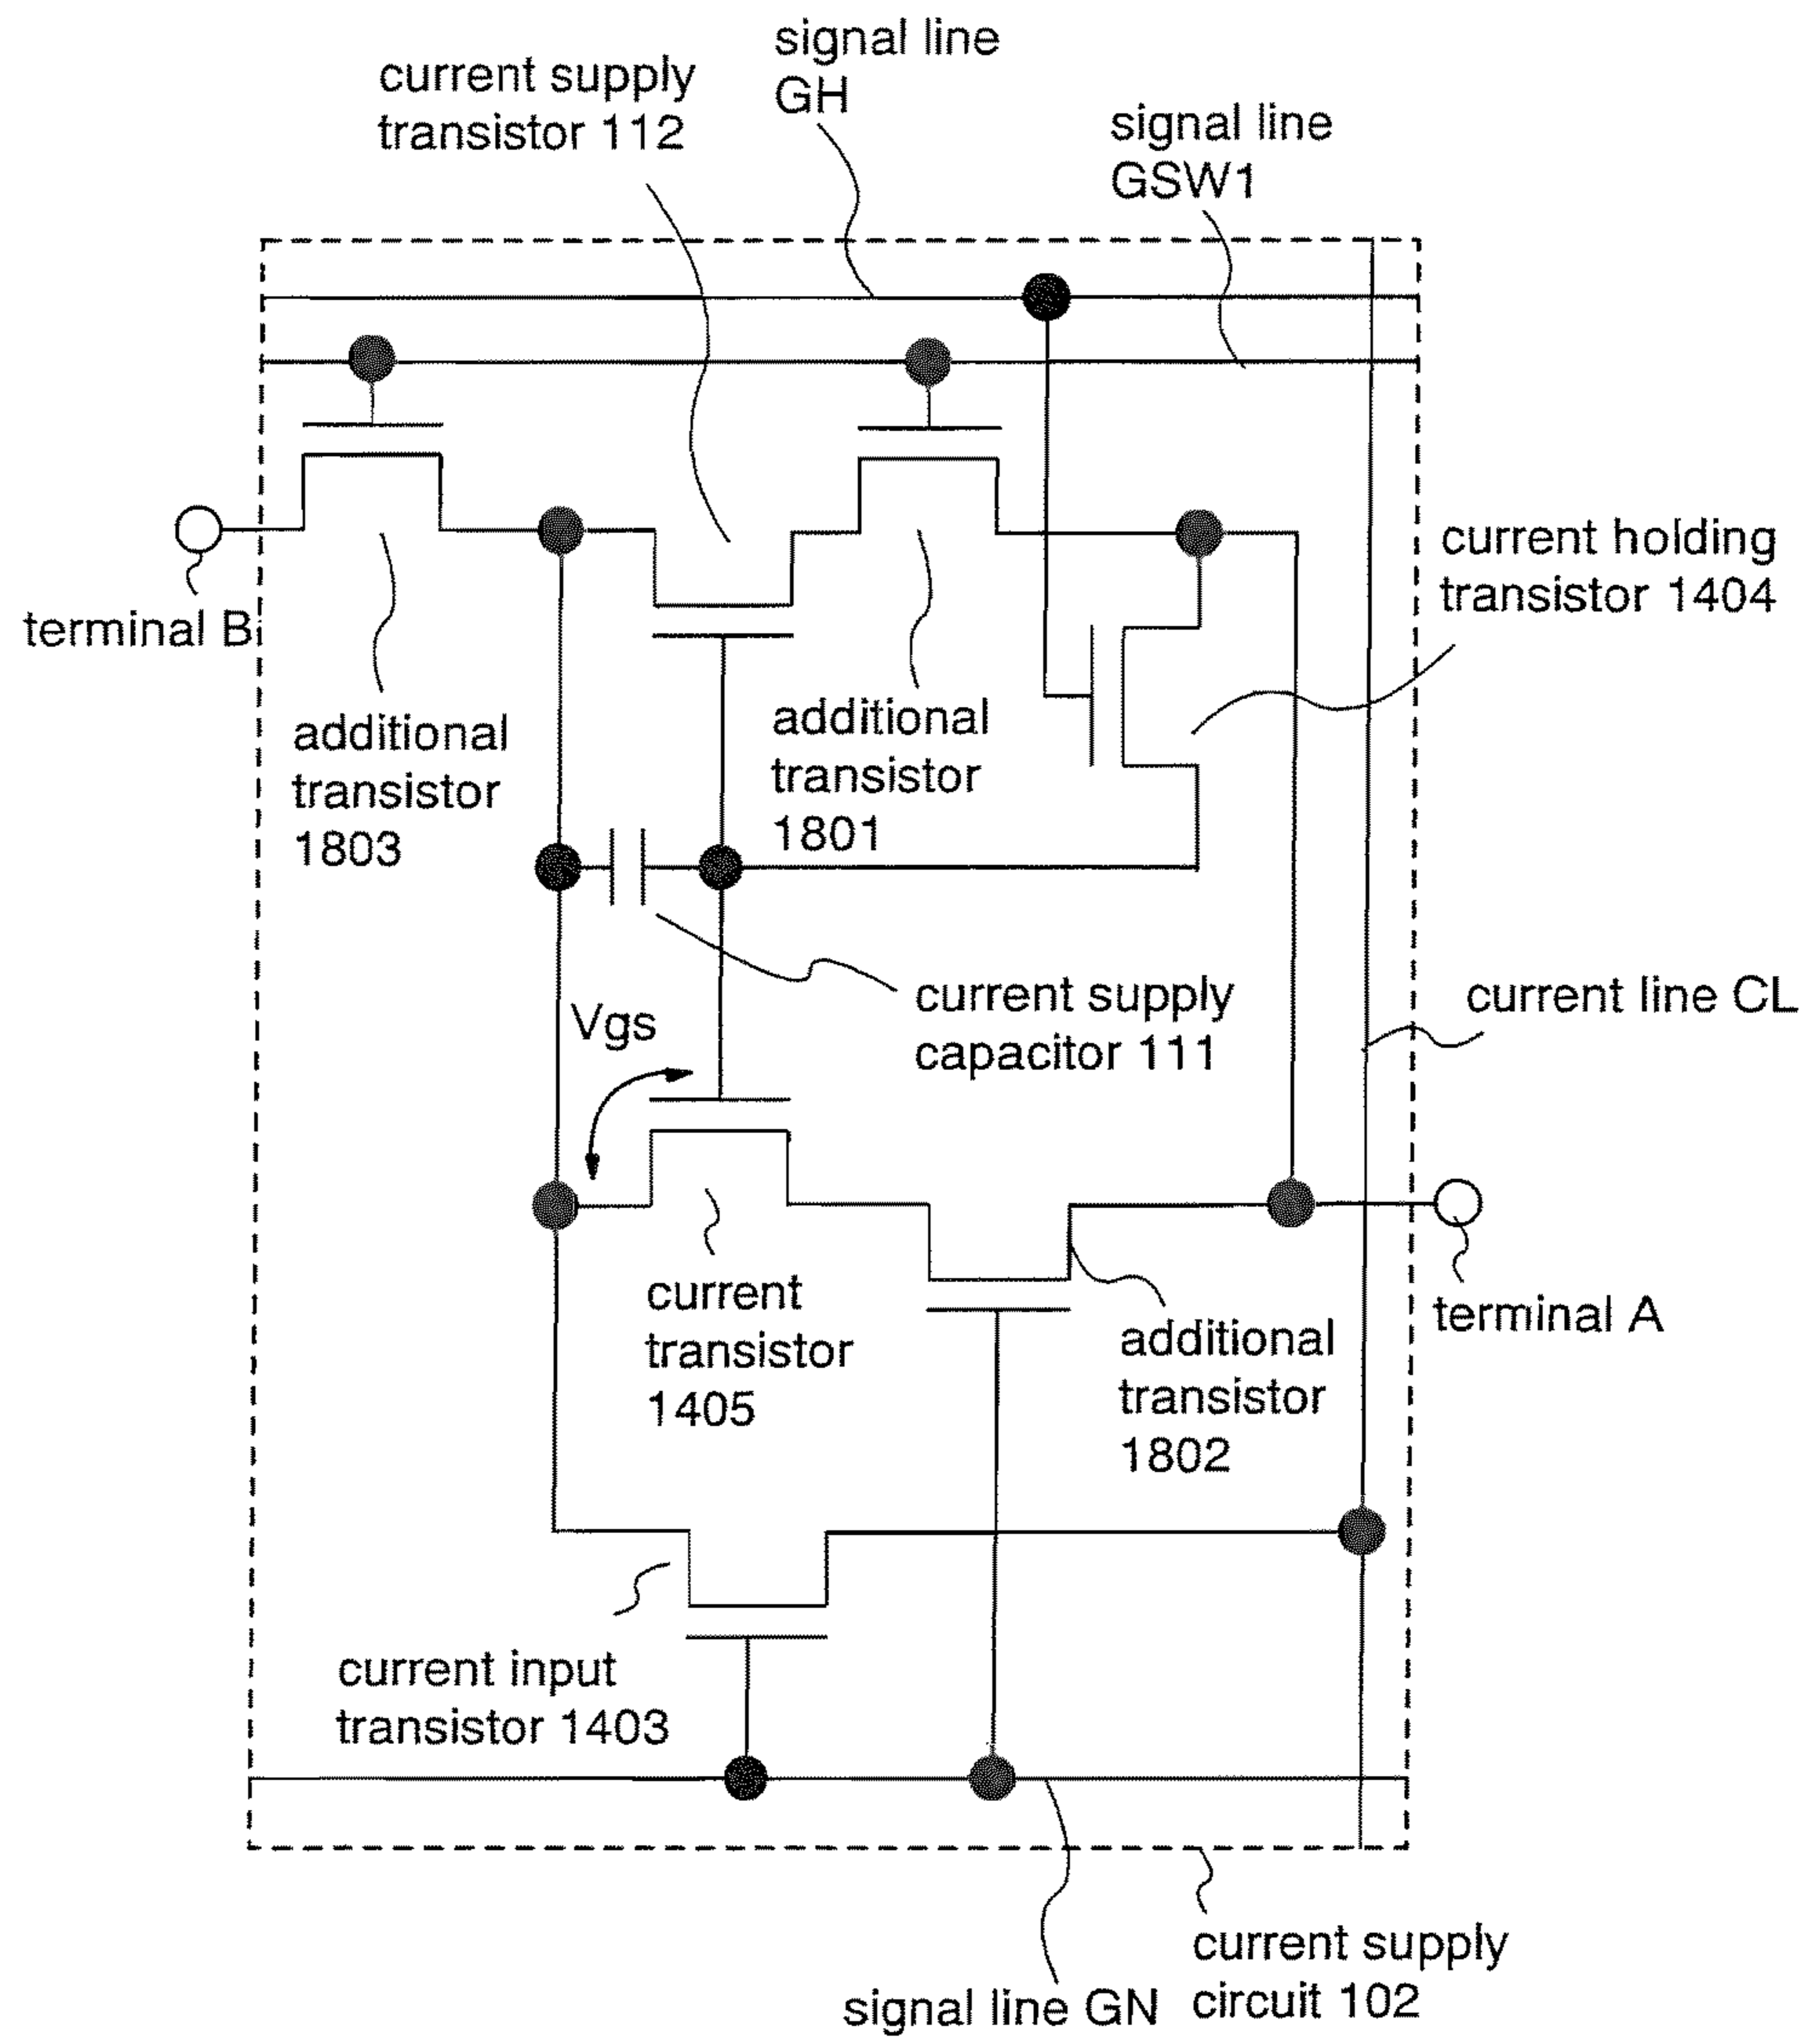 signal line
GH
current supply
transistor 112
signal line
GSW1
current holding
transistor 1404
terminal B
additional
transistor
1803
additional
transistor
1801
current supply
capacitor 111
current line CL
Vgs
current
transistor
1405
additional
transistor
1802
terminal A
current input
transistor 1403
current supply
circuit 102
signal line GN